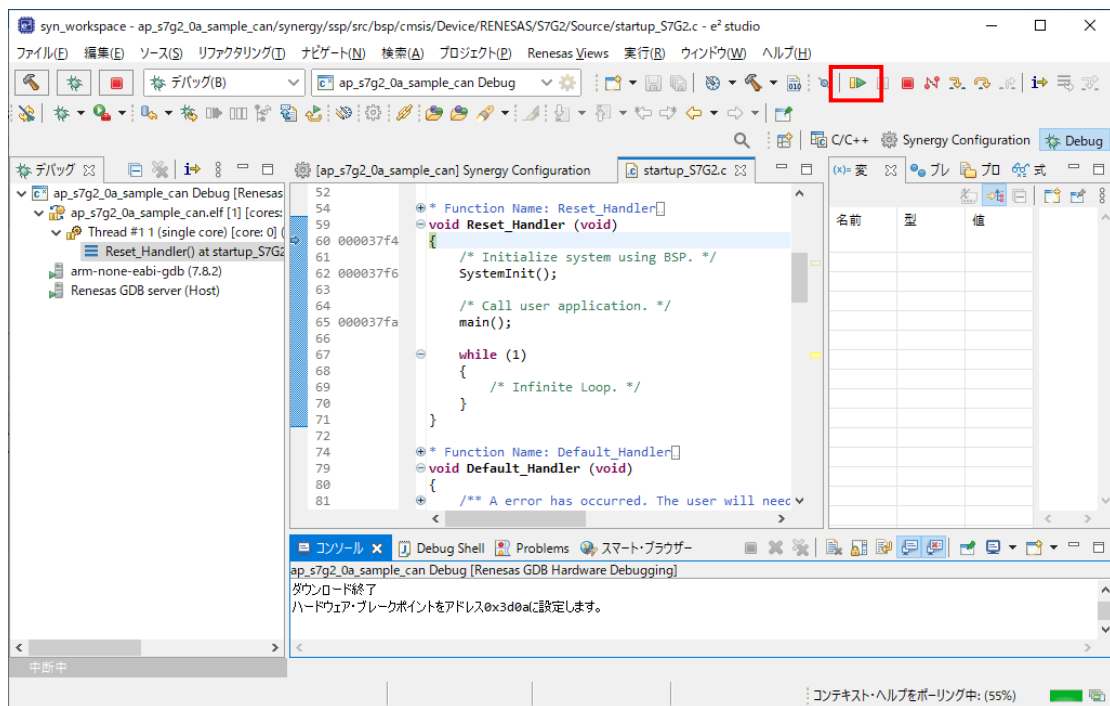 syn_workspace - ap_s7g2_0a_sample_can/synergy/ssp/src/bsp/cmsis/Device/RENESAS/S7G2/Source/startup_S7G2.c - e² studio
ファイル(F) 編集(E) ソース(S) リファクタリング(T) ナビゲート(N) 検索(A) プロジェクト(P) Renesas Views 実行(R) ウィンドウ(W) ヘルプ(H)
デバッグ(B) ap_s7g2_0a_sample_can Debug
C/C++ Synergy Configuration Debug
デバッグ
ap_s7g2_0a_sample_can Debug [Renesas
ap_s7g2_0a_sample_can.elf [1] [cores:
Thread #1 1 (single core) [core: 0] (
Reset_Handler() at startup_S7G2
arm-none-eabi-gdb (7.8.2)
Renesas GDB server (Host)
[ap_s7g2_0a_sample_can] Synergy Configuration startup_S7G2.c
52
54 * Function Name: Reset_Handler
59 void Reset_Handler (void)
60 000037f4 {
61 /* Initialize system using BSP. */
62 000037f6 SystemInit();
63
64 /* Call user application. */
65 000037fa main();
66
67 while (1)
68 {
69 /* Infinite Loop. */
70 }
71 }
72
74 * Function Name: Default_Handler
79 void Default_Handler (void)
80 {
81 /** A error has occurred. The user will need
(x)= 変 ブレ プロ 式
名前 型 値
コンソール Debug Shell Problems スマート・ブラウザー
ap_s7g2_0a_sample_can Debug [Renesas GDB Hardware Debugging]
ダウンロード終了
ハードウェア・ブレークポイントをアドレス0x3d0aに設定します。
中断中
コンテキスト・ヘルプをポーリング中: (55%)